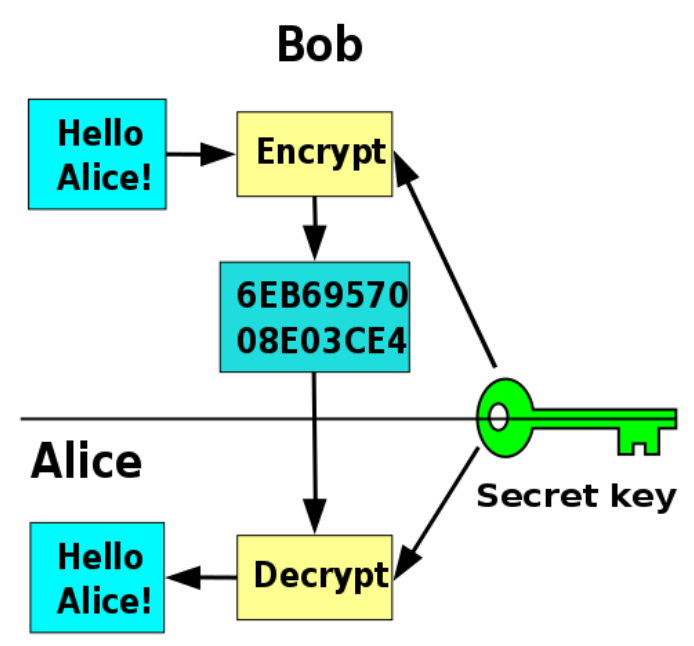 Bob
Hello
Alice!
Encrypt
6EB69570
08E03CE4
Alice
Secret key
Hello
Alice!
Decrypt